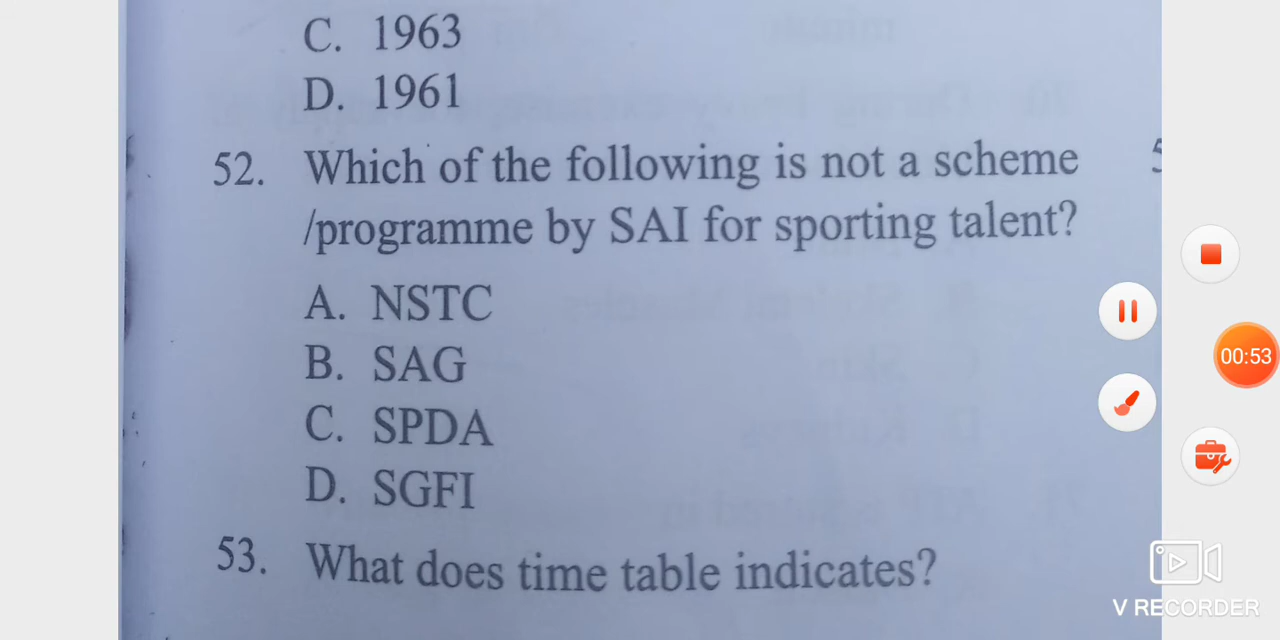 C. 1963
D. 1961
52. Which of the following is not a scheme
/programme by SAI for sporting talent?
A. NSTC
B. SAG
C. SPDA
D. SGFI
53. What does time table indicates?
00:53
V RECORDER